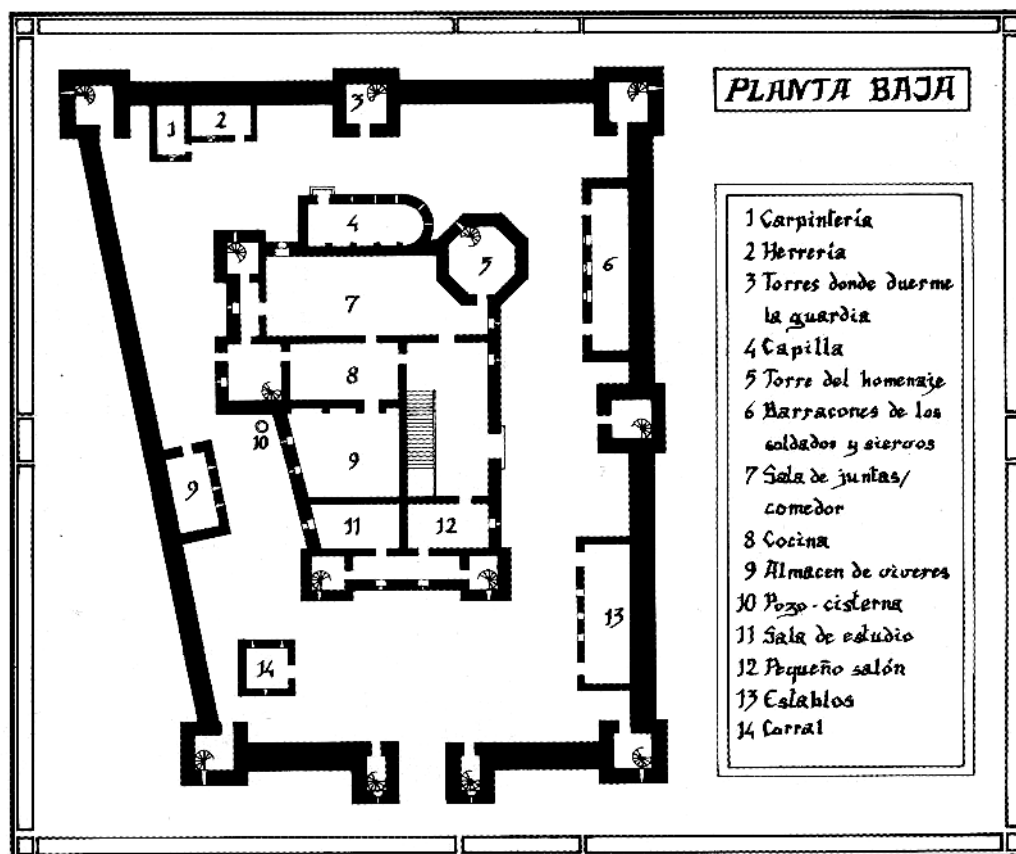 PLANTA BAJA
1 Carpintería
2 Herrería
3 Torres donde duerme
la guardia
4 Capilla
5 Torre del homenaje
6 Barracones de los
soldados y siervos
7 Sala de juntas/
comedor
8 Cocina
9 Almacen de viveres
10 Pozo-cisterna
11 Sala de estudio
12 Pequeño salón
13 Establos
14 Corral
1
2
3
4
5
6
7
8
10
9
9
11
12
13
14